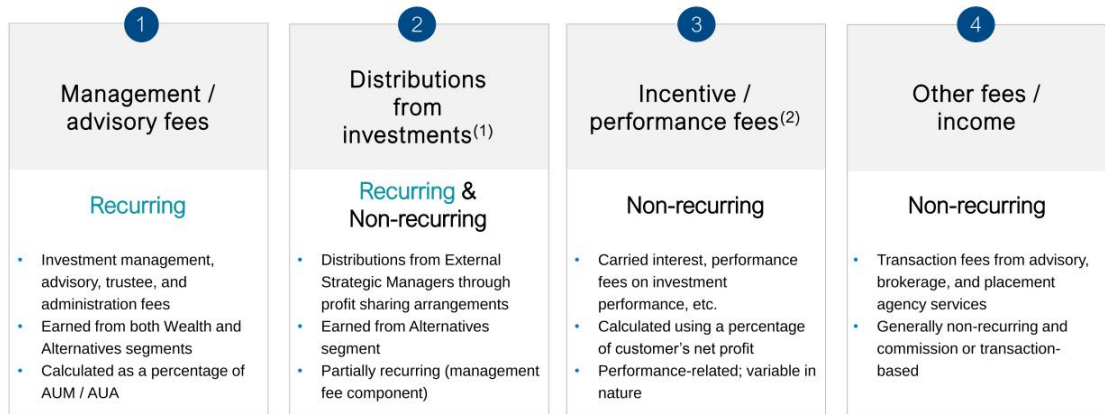 1
Management /
advisory fees
Recurring
• Investment management,
advisory, trustee, and
administration fees
• Earned from both Wealth and
Alternatives segments
• Calculated as a percentage of
AUM / AUA
2
Distributions
from
investments(1)
Recurring &
Non-recurring
• Distributions from External
Strategic Managers through
profit sharing arrangements
• Earned from Alternatives
segment
• Partially recurring (management
fee component)
3
Incentive /
performance fees(2)
Non-recurring
• Carried interest, performance
fees on investment
performance, etc.
• Calculated using a percentage
of customer's net profit
• Performance-related; variable in
nature
4
Other fees /
income
Non-recurring
• Transaction fees from advisory,
brokerage, and placement
agency services
• Generally non-recurring and
commission or transaction-
based